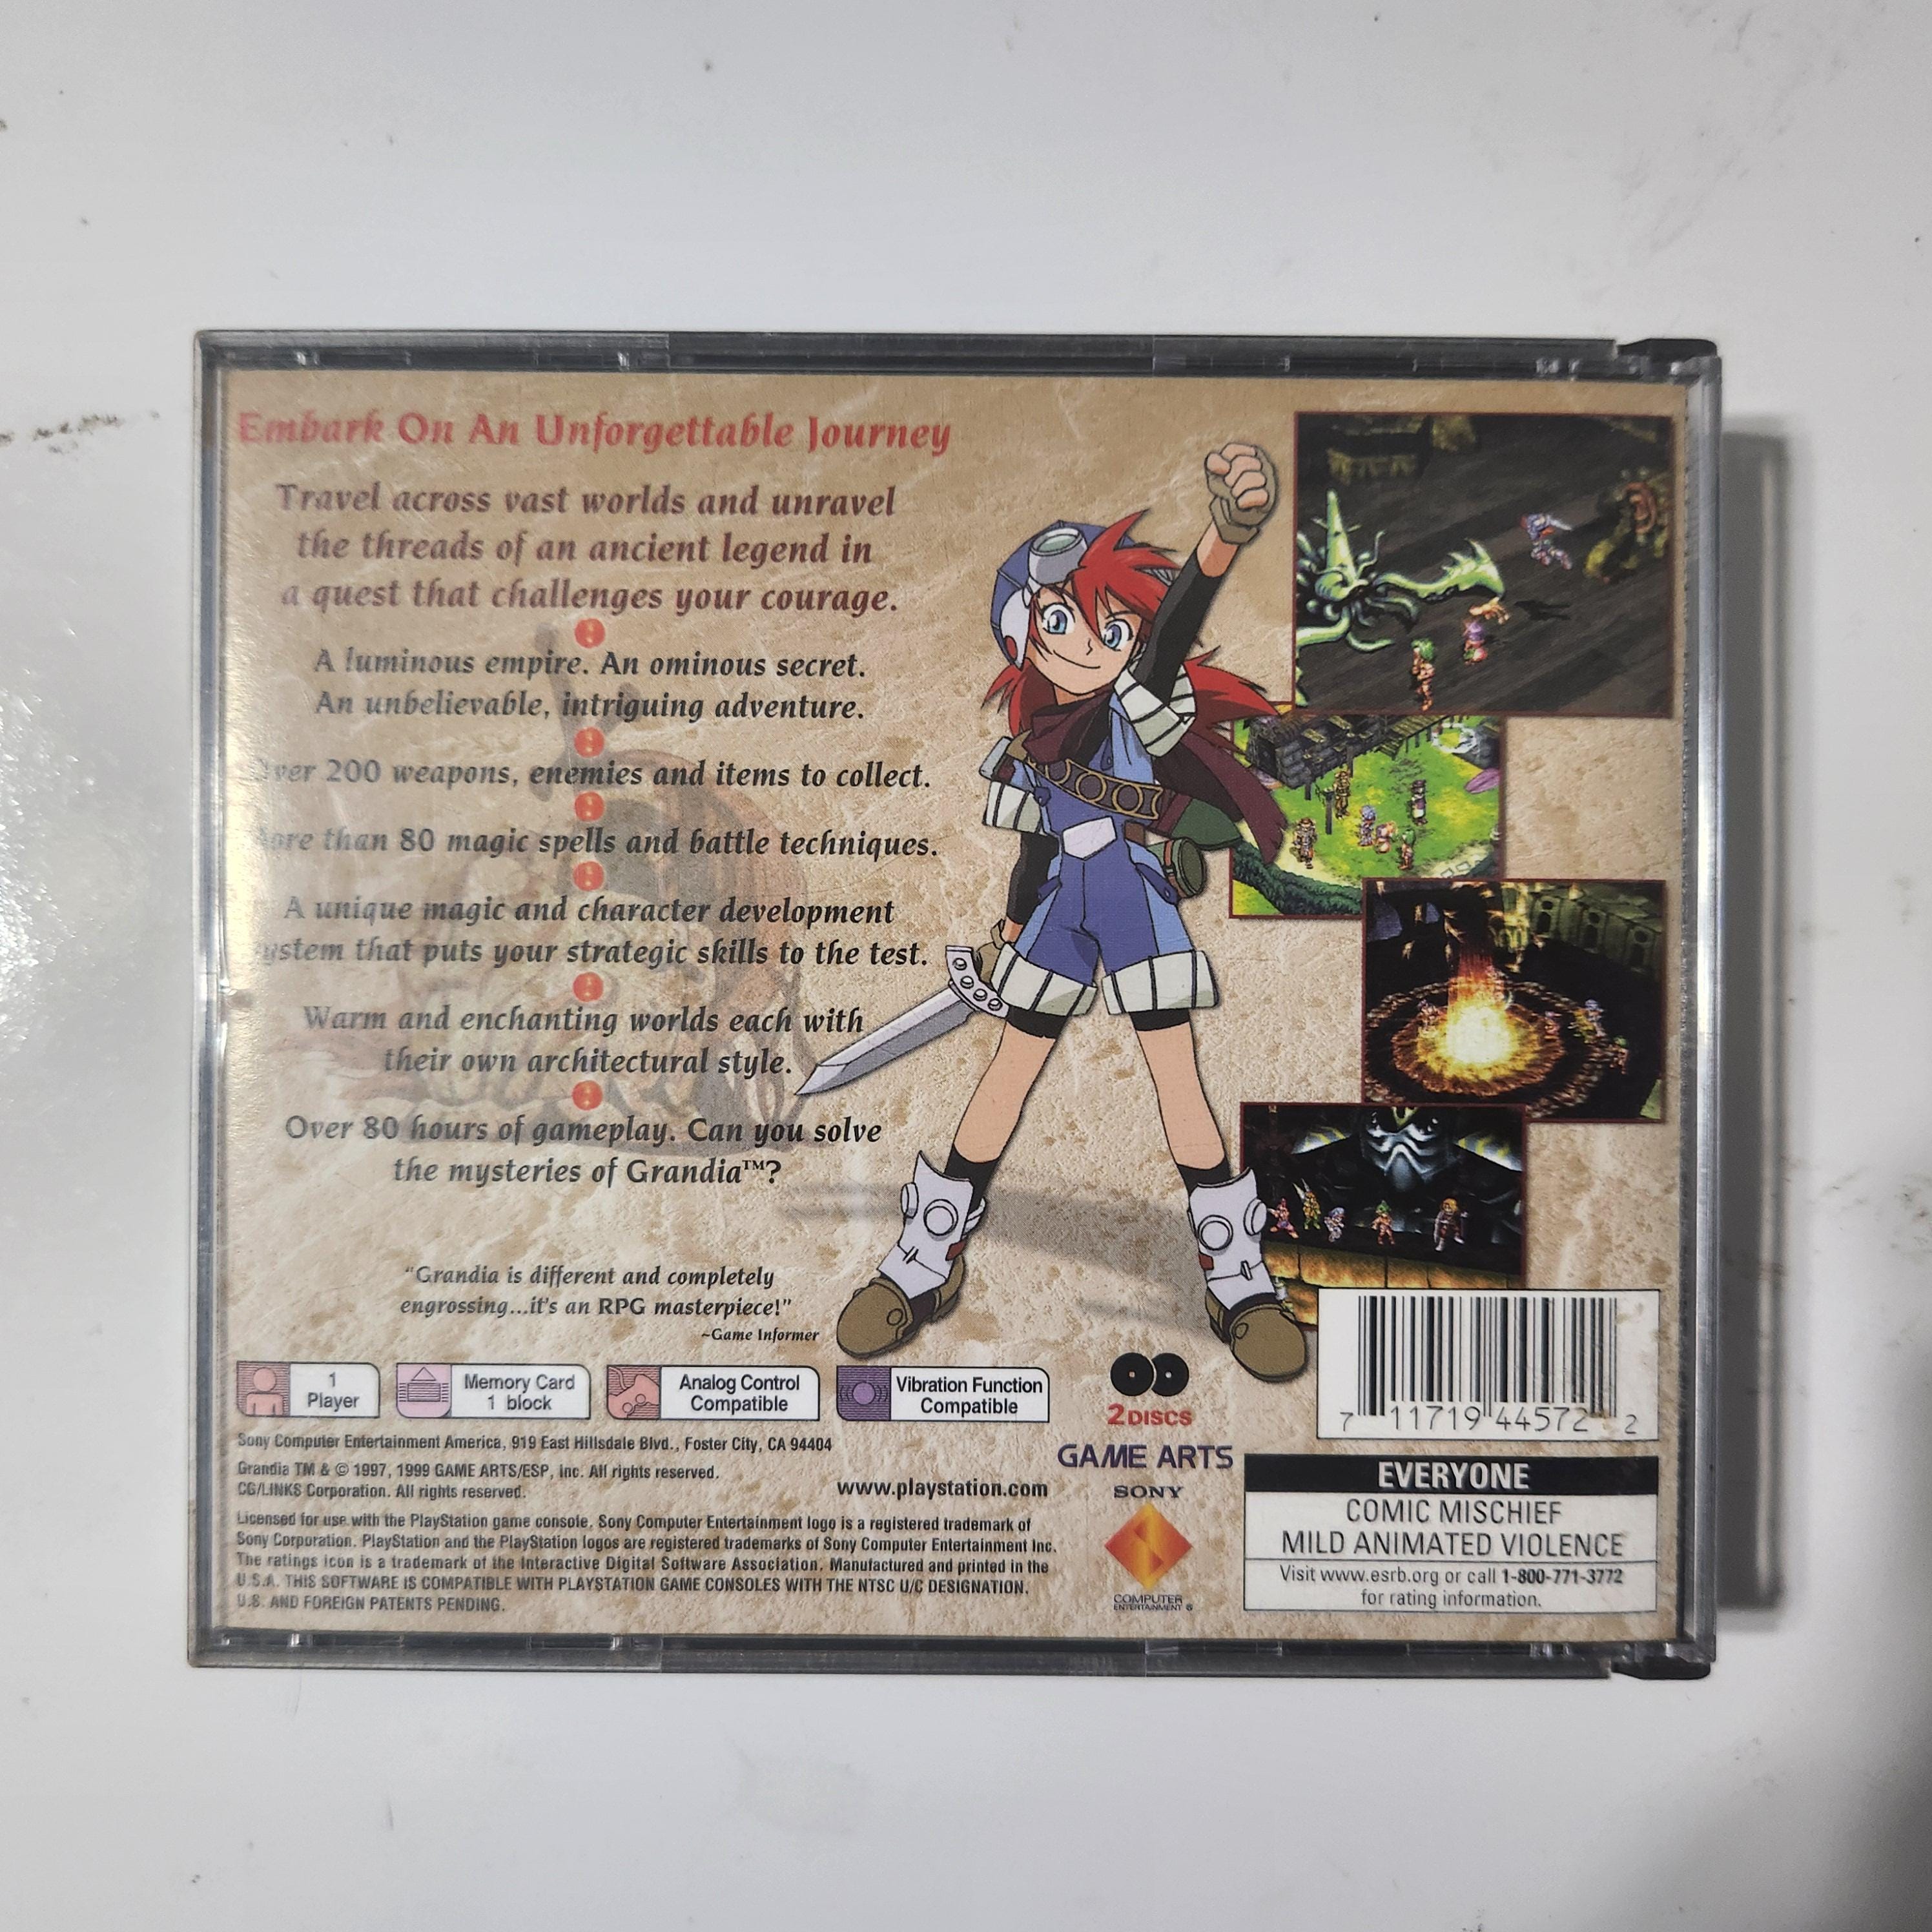 Embark On An Unforgettable Journey
Travel across vast worlds and unravel
the threads of an ancient legend in
a quest that challenges your courage.
A luminous empire. An ominous secret.
An unbelievable, intriguing adventure.
Over 200 weapons, enemies and items to collect.
More than 80 magic spells and battle techniques.
A unique magic and character development
system that puts your strategic skills to the test.
Warm and enchanting worlds each with
their own architectural style.
Over 80 hours of gameplay. Can you solve
the mysteries of Grandia™?
"Grandia is different and completely
engrossing...it's an RPG masterpiece!"
~Game Informer
1
Player
Memory Card
1 block
Analog Control
Compatible
Vibration Function
Compatible
2 DISCS
7 11719 44572 2
Sony Computer Entertainment America, 919 East Hillsdale Blvd., Foster City, CA 94404
Grandia TM & © 1997, 1999 GAME ARTS/ESP, Inc. All rights reserved.
CG/LINKS Corporation. All rights reserved.
www.playstation.com
Licensed for use with the PlayStation game console. Sony Computer Entertainment logo is a registered trademark of
Sony Corporation. PlayStation and the PlayStation logos are registered trademarks of Sony Computer Entertainment Inc.
The ratings icon is a trademark of the Interactive Digital Software Association. Manufactured and printed in the
U.S.A. THIS SOFTWARE IS COMPATIBLE WITH PLAYSTATION GAME CONSOLES WITH THE NTSC U/C DESIGNATION.
U.S. AND FOREIGN PATENTS PENDING.
GAME ARTS
SONY
COMPUTER
ENTERTAINMENT ®
EVERYONE
COMIC MISCHIEF
MILD ANIMATED VIOLENCE
Visit www.esrb.org or call 1-800-771-3772
for rating information.